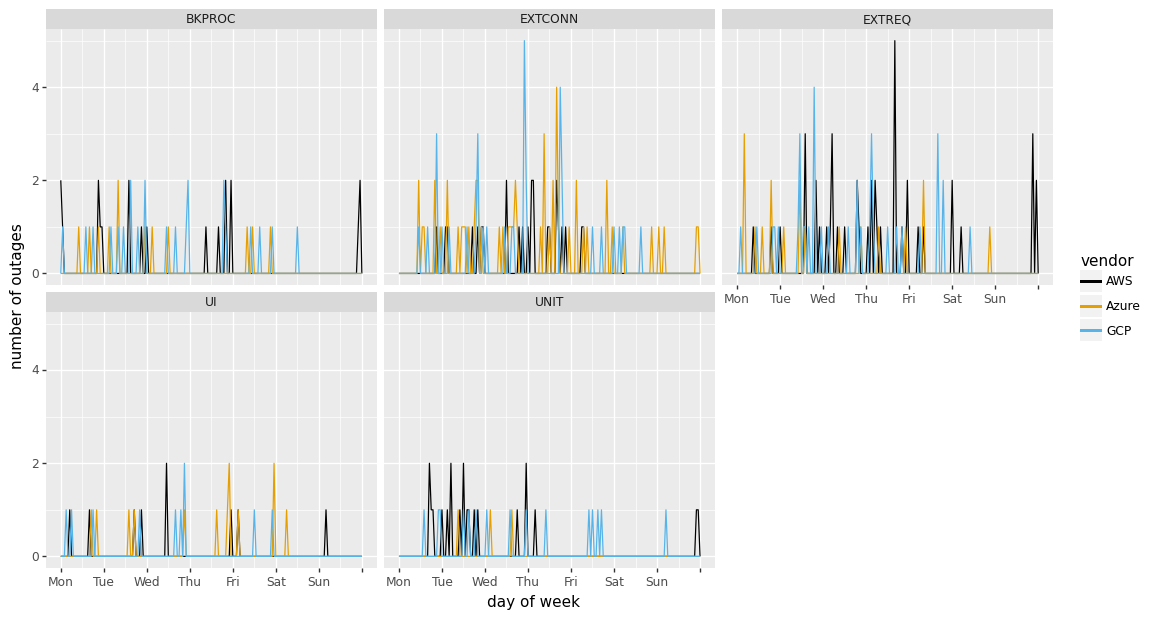 BKPROC EXTCONN EXTREQ
4
2
0
Mon Tue Wed Thu Fri Sat Sun
UI UNIT
4
2
0
Mon Tue Wed Thu Fri Sat Sun Mon Tue Wed Thu Fri Sat Sun
number of outages
day of week
vendor
AWS
Azure
GCP